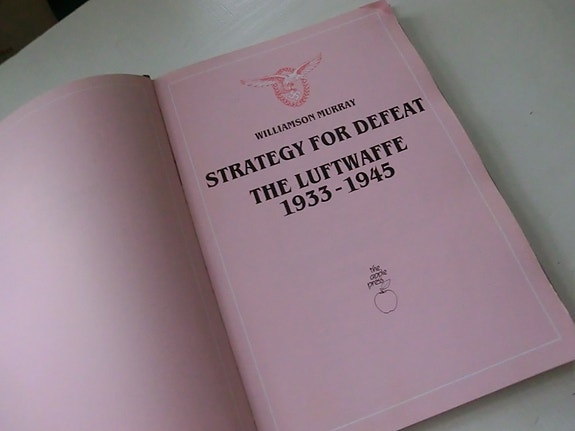 WILLIAMSON MURRAY
STRATEGY FOR DEFEAT
THE LUFTWAFFE
1933-1945
the
apple
press